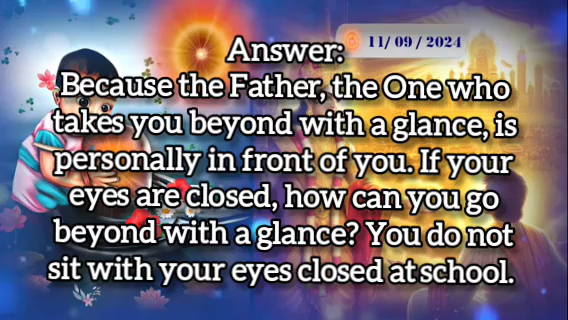 11/ 09 / 2024
Answer:
Because the Father, the One who
takes you beyond with a glance, is
personally in front of you. If your
eyes are closed, how can you go
beyond with a glance? You do not
sit with your eyes closed at school.